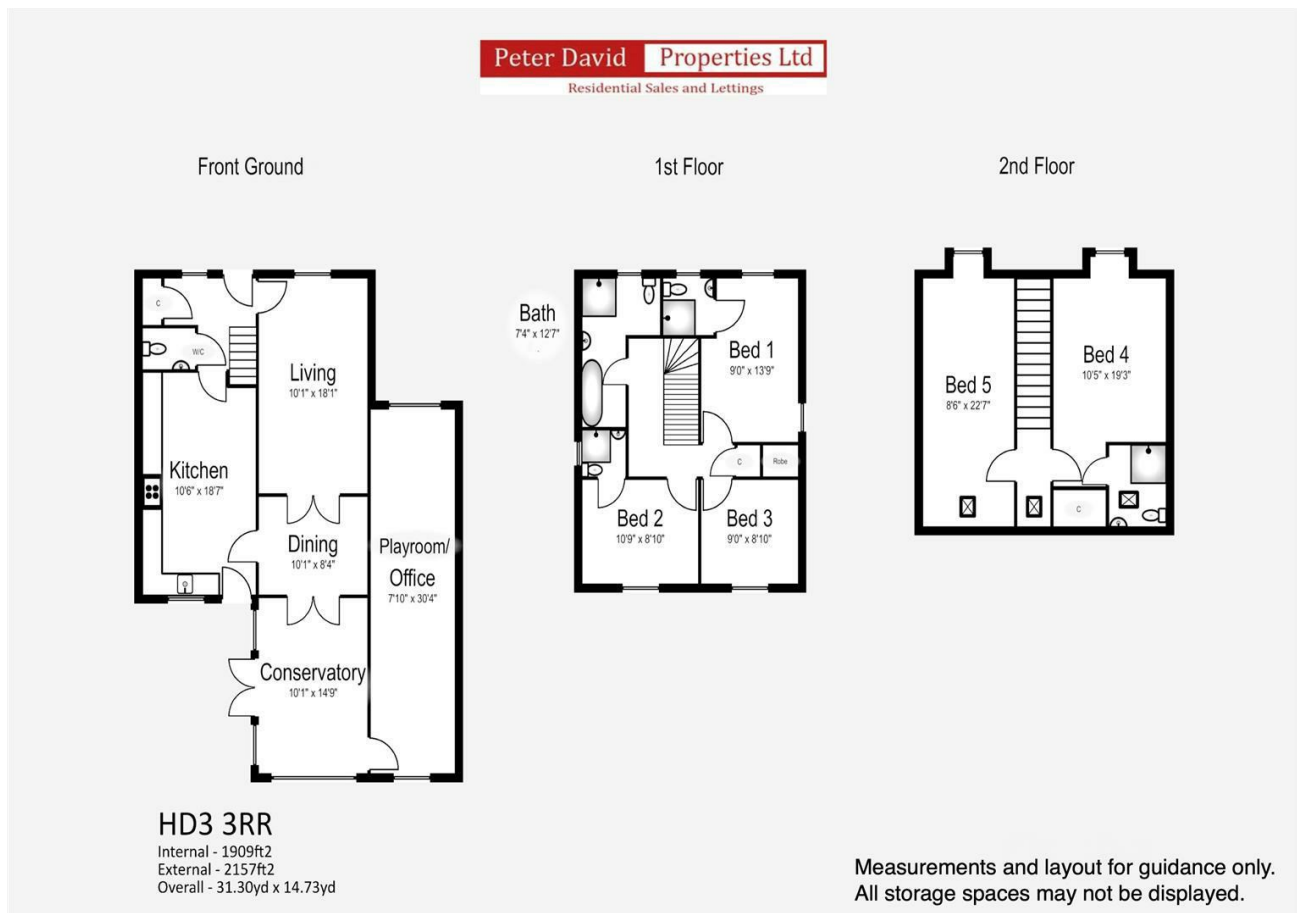 Peter David Properties Ltd
Residential Sales and Lettings
Front Ground
1st Floor
2nd Floor
C
W/C
Living
10'1" x 18'1"
Kitchen
10'6" x 18'7"
Dining
10'1" x 8'4"
Playroom/
Office
7'10" x 30'4"
Conservatory
10'1" x 14'9"
Bath
7'4" x 12'7"
Bed 1
9'0" x 13'9"
C
Robe
Bed 2
10'9" x 8'10"
Bed 3
9'0" x 8'10"
Bed 4
10'5" x 19'3"
Bed 5
8'6" x 22'7"
C
HD3 3RR
Internal - 1909ft2
External - 2157ft2
Overall - 31.30yd x 14.73yd
Measurements and layout for guidance only.
All storage spaces may not be displayed.